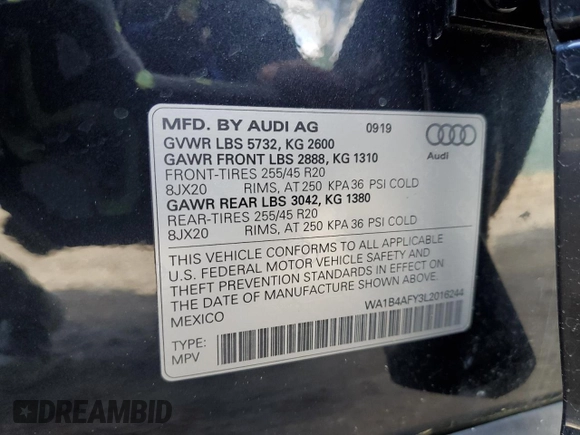 MFD. BY AUDI AG 0919
GVWR LBS 5732, KG 2600
GAWR FRONT LBS 2888, KG 1310
FRONT-TIRES 255/45 R20
8JX20 RIMS, AT 250 KPA 36 PSI COLD
GAWR REAR LBS 3042, KG 1380
REAR-TIRES 255/45 R20
8JX20 RIMS, AT 250 KPA 36 PSI COLD
Audi
THIS VEHICLE CONFORMS TO ALL APPLICABLE
U.S. FEDERAL MOTOR VEHICLE SAFETY AND
THEFT PREVENTION STANDARDS IN EFFECT ON
THE DATE OF MANUFACTURE SHOWN ABOVE.
MEXICO WA1B4AFY3L2016244
TYPE:
MPV
DREAMBID